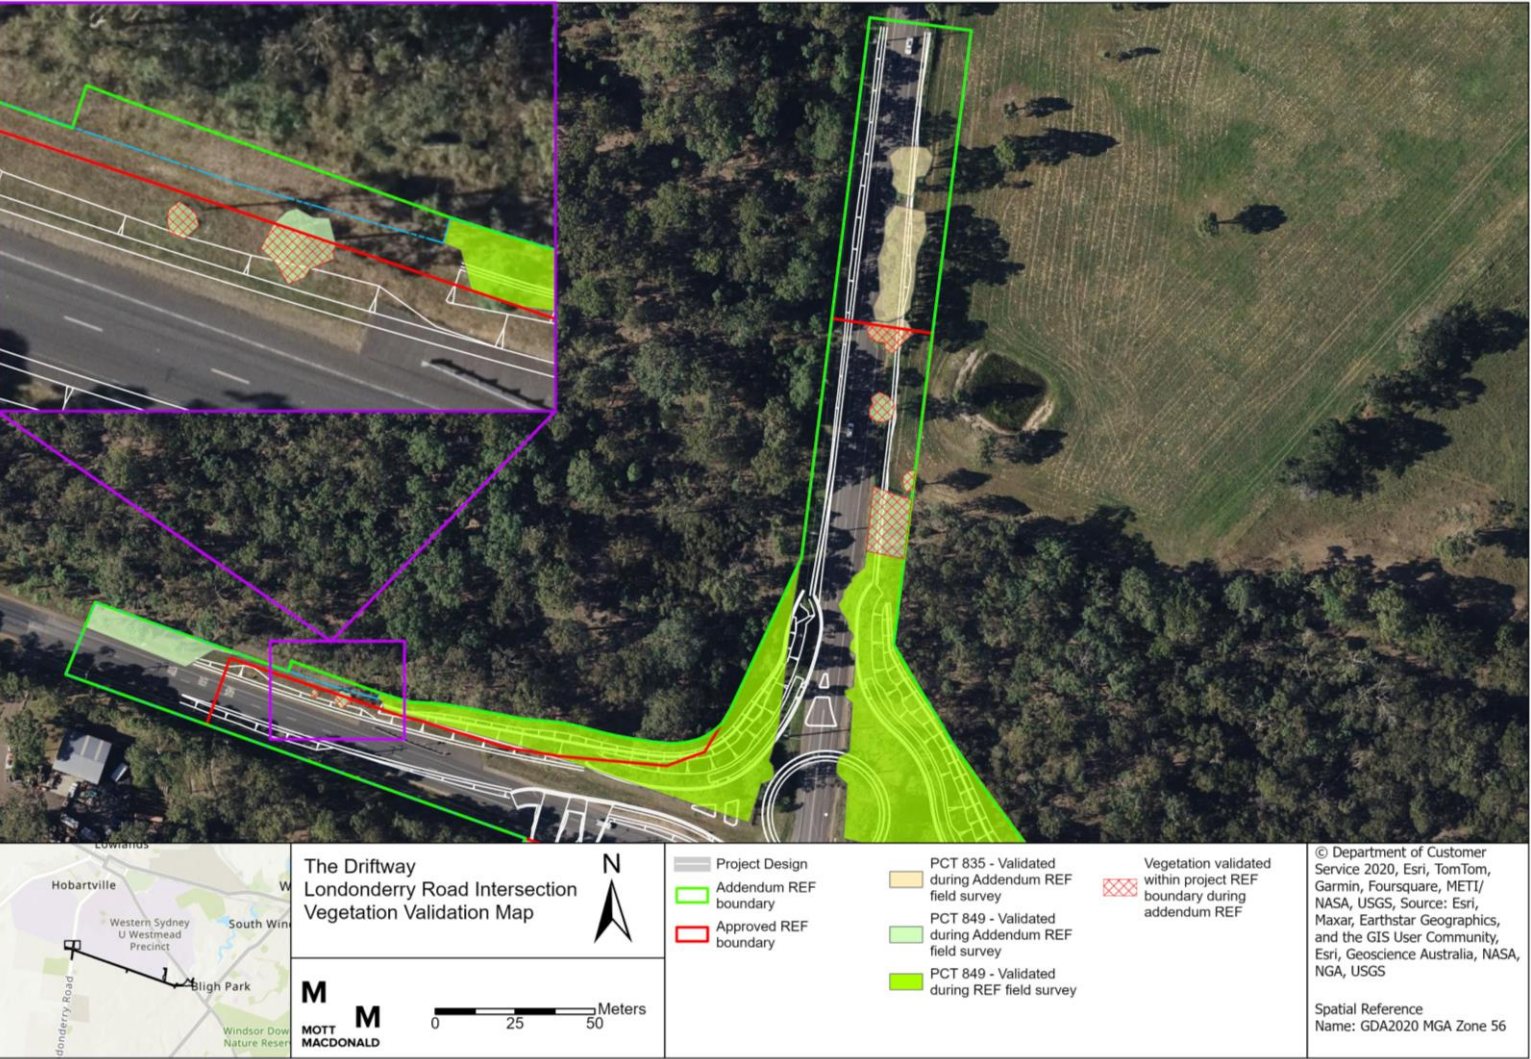 Lowlands
Hobartville
W
Western Sydney
U Westmead
Precinct
South Win
Bligh Park
donderry Road
Windsor Dow
Nature Reser
The Driftway
Londonderry Road Intersection
Vegetation Validation Map
N
M
M
MOTT
MACDONALD
Meters
0 25 50
Project Design
Addendum REF
boundary
Approved REF
boundary
PCT 835 - Validated
during Addendum REF
field survey
PCT 849 - Validated
during Addendum REF
field survey
PCT 849 - Validated
during REF field survey
Vegetation validated
within project REF
boundary during
addendum REF
© Department of Customer
Service 2020, Esri, TomTom,
Garmin, Foursquare, METI/
NASA, USGS, Source: Esri,
Maxar, Earthstar Geographics,
and the GIS User Community,
Esri, Geoscience Australia, NASA,
NGA, USGS
Spatial Reference
Name: GDA2020 MGA Zone 56